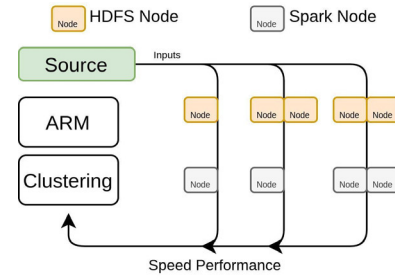 Node HDFS Node
Node Spark Node
Source
Inputs
ARM
Node Node Node Node Node
Clustering
Node Node Node Node
Speed Performance